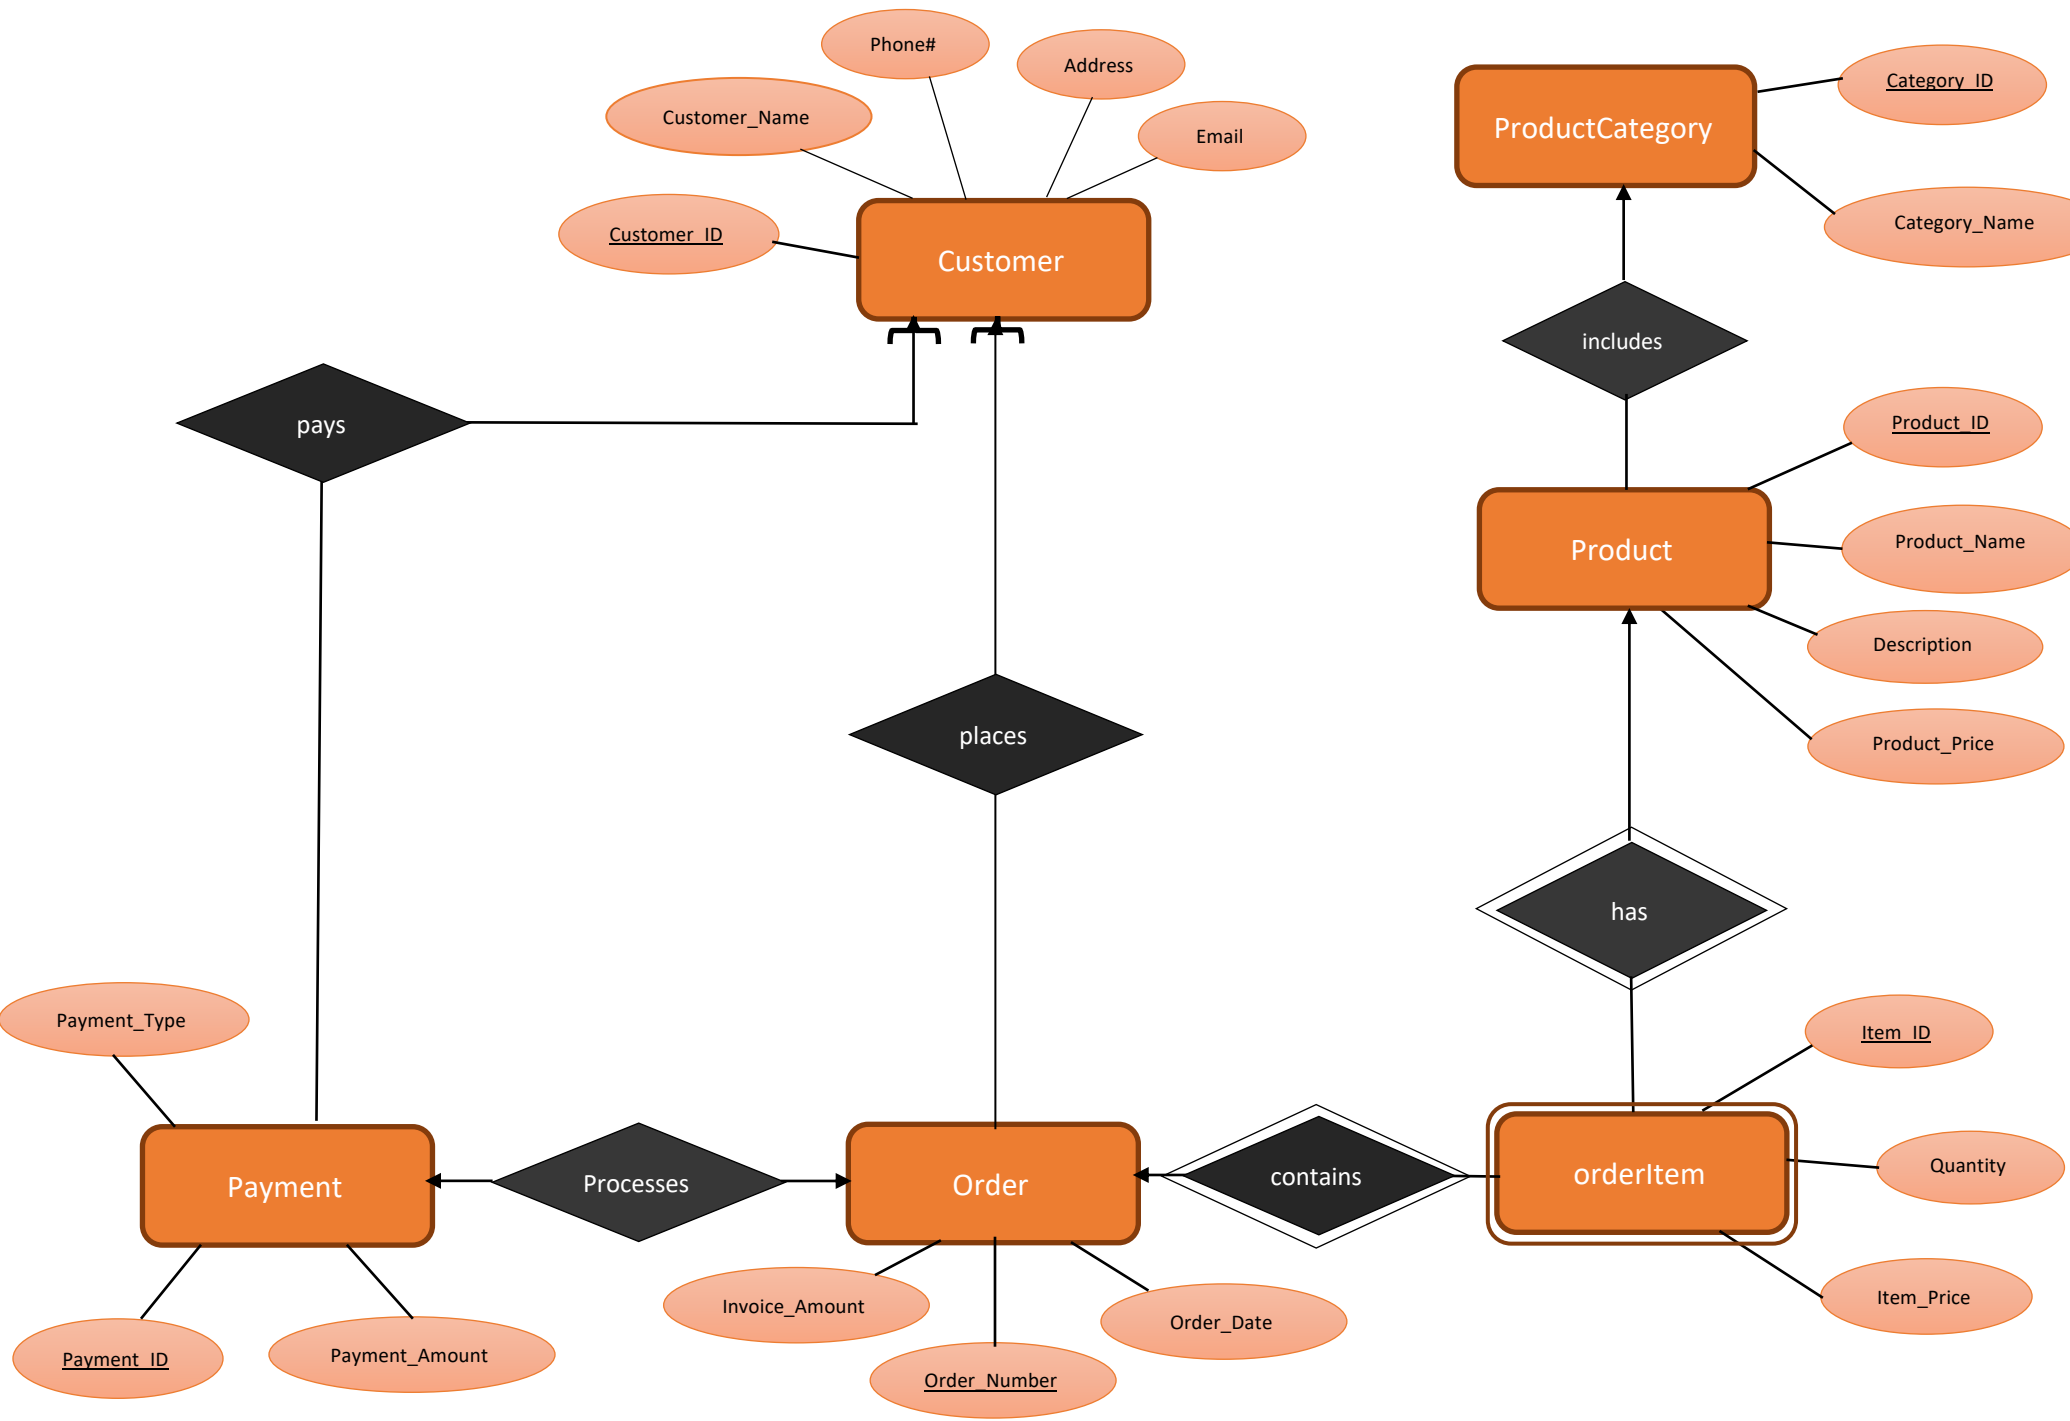 Phone#
Address
Customer_Name
Email
Customer_ID
Customer
Category_ID
ProductCategory
Category_Name
includes
pays
Product_ID
Product_Name
Product
Description
Product_Price
places
has
Payment_Type
Item_ID
Payment
Processes
Order
contains
orderItem
Quantity
Item_Price
Invoice_Amount
Order_Date
Payment_ID
Payment_Amount
Order_Number